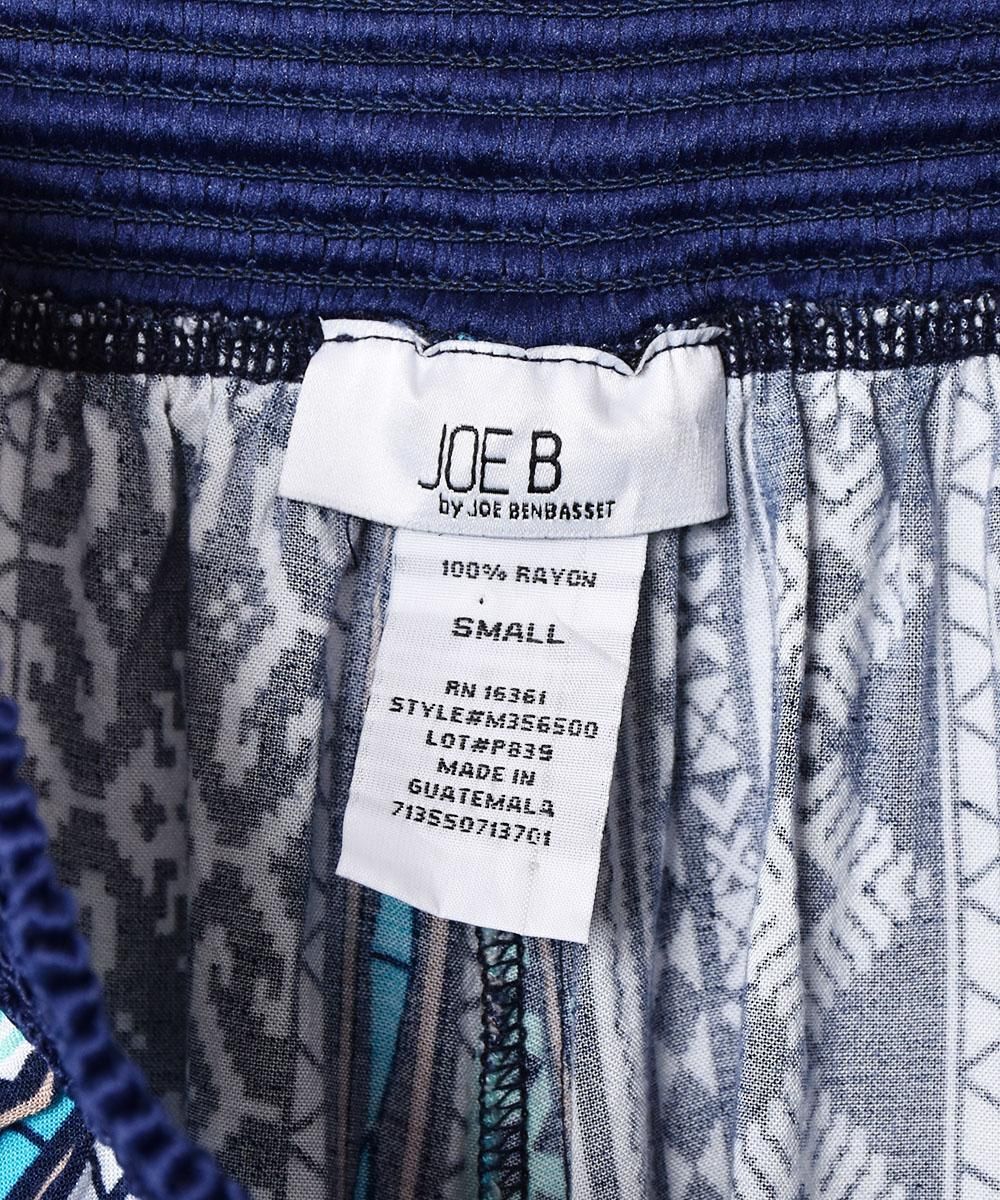 JOE B
by JOE BENBASSET
100% RAYON
SMALL
RN 16361
STYLE#M356500
LOT#P839
MADE IN
GUATEMALA
713550713701